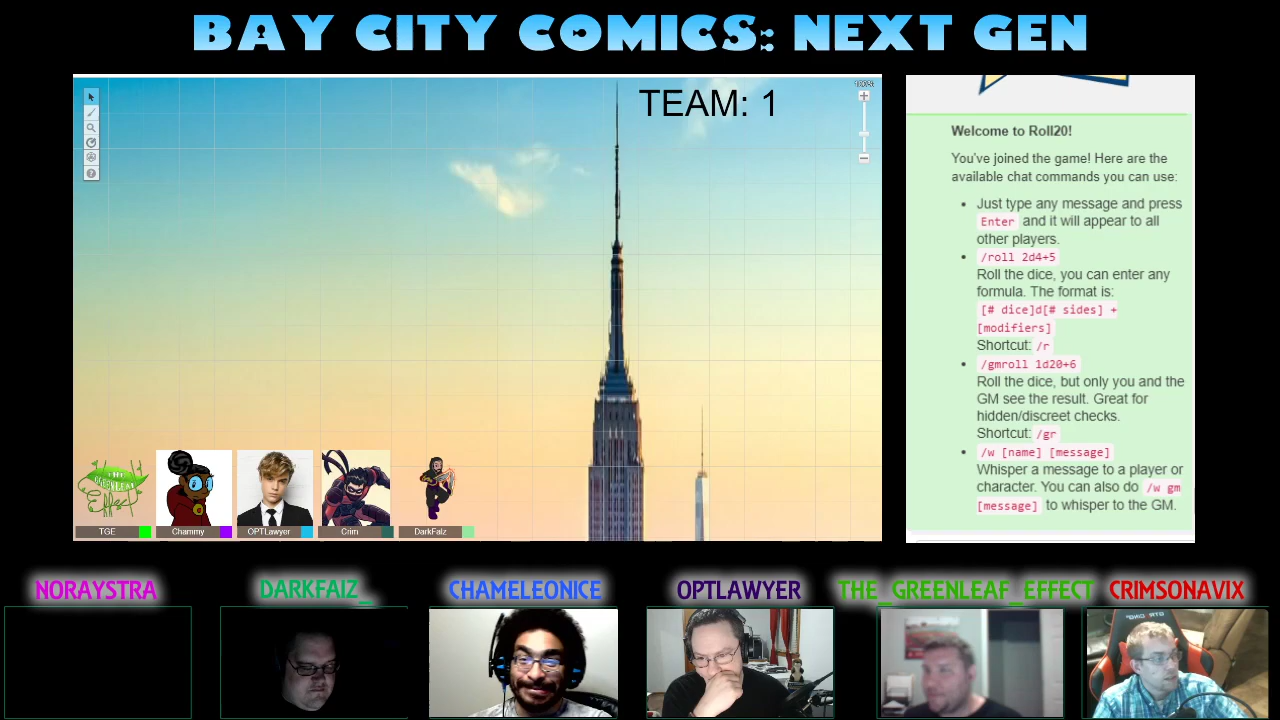 BAY CITY COMICS: NEXT GEN
TEAM: 1
100%
Welcome to Roll20!
You've joined the game! Here are the
available chat commands you can use:
Just type any message and press
Enter and it will appear to all
other players.
/roll 2d4+5
Roll the dice, you can enter any
formula. The format is:
[# dice]d[# sides] +
[modifiers]
Shortcut: /r
/gmroll 1d20+6
Roll the dice, but only you and the
GM see the result. Great for
hidden/discreet checks.
Shortcut: /gr
/w [name] [message]
Whisper a message to a player or
character. You can also do /w gm
[message] to whisper to the GM.
THE
GREENLEAF
Effect
TGE
Chammy
OPTLawyer
Crim
DarkFalz
NORAYSTRA
DARKFAIZ_
CHAMELEONICE
OPTLAWYER
THE_GREENLEAF_EFFECT
CRIMSONAVIX